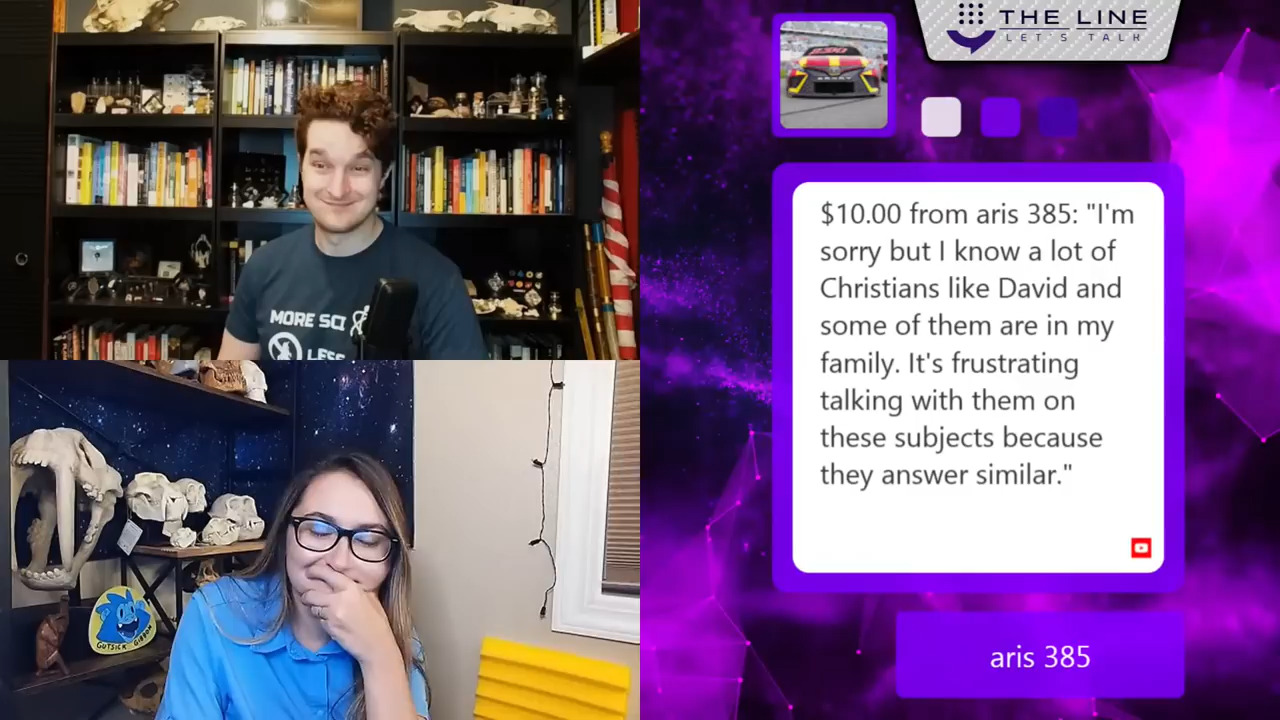 THE LINE
LET'S TALK
$10.00 from aris 385: "I'm
sorry but I know a lot of
Christians like David and
some of them are in my
family. It's frustrating
talking with them on
these subjects because
they answer similar."
aris 385
MORE SCI
LESS
GUTSICK GIBBON